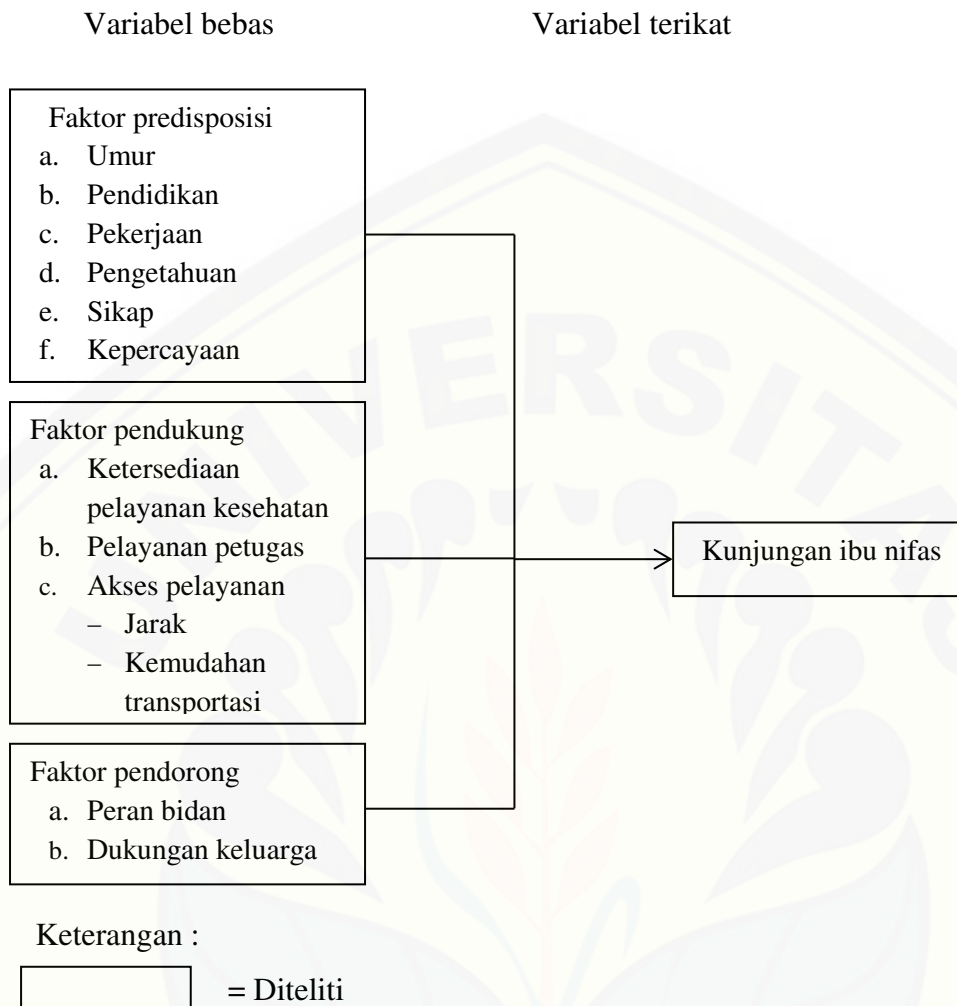 Variabel bebas
Variabel terikat
Faktor predisposisi
a. Umur
b. Pendidikan
c. Pekerjaan
d. Pengetahuan
e. Sikap
f. Kepercayaan
Faktor pendukung
a. Ketersediaan
pelayanan kesehatan
b. Pelayanan petugas
c. Akses pelayanan
– Jarak
– Kemudahan
transportasi
Faktor pendorong
a. Peran bidan
b. Dukungan keluarga
Kunjungan ibu nifas
Keterangan :
= Diteliti
UNIVERSITAS